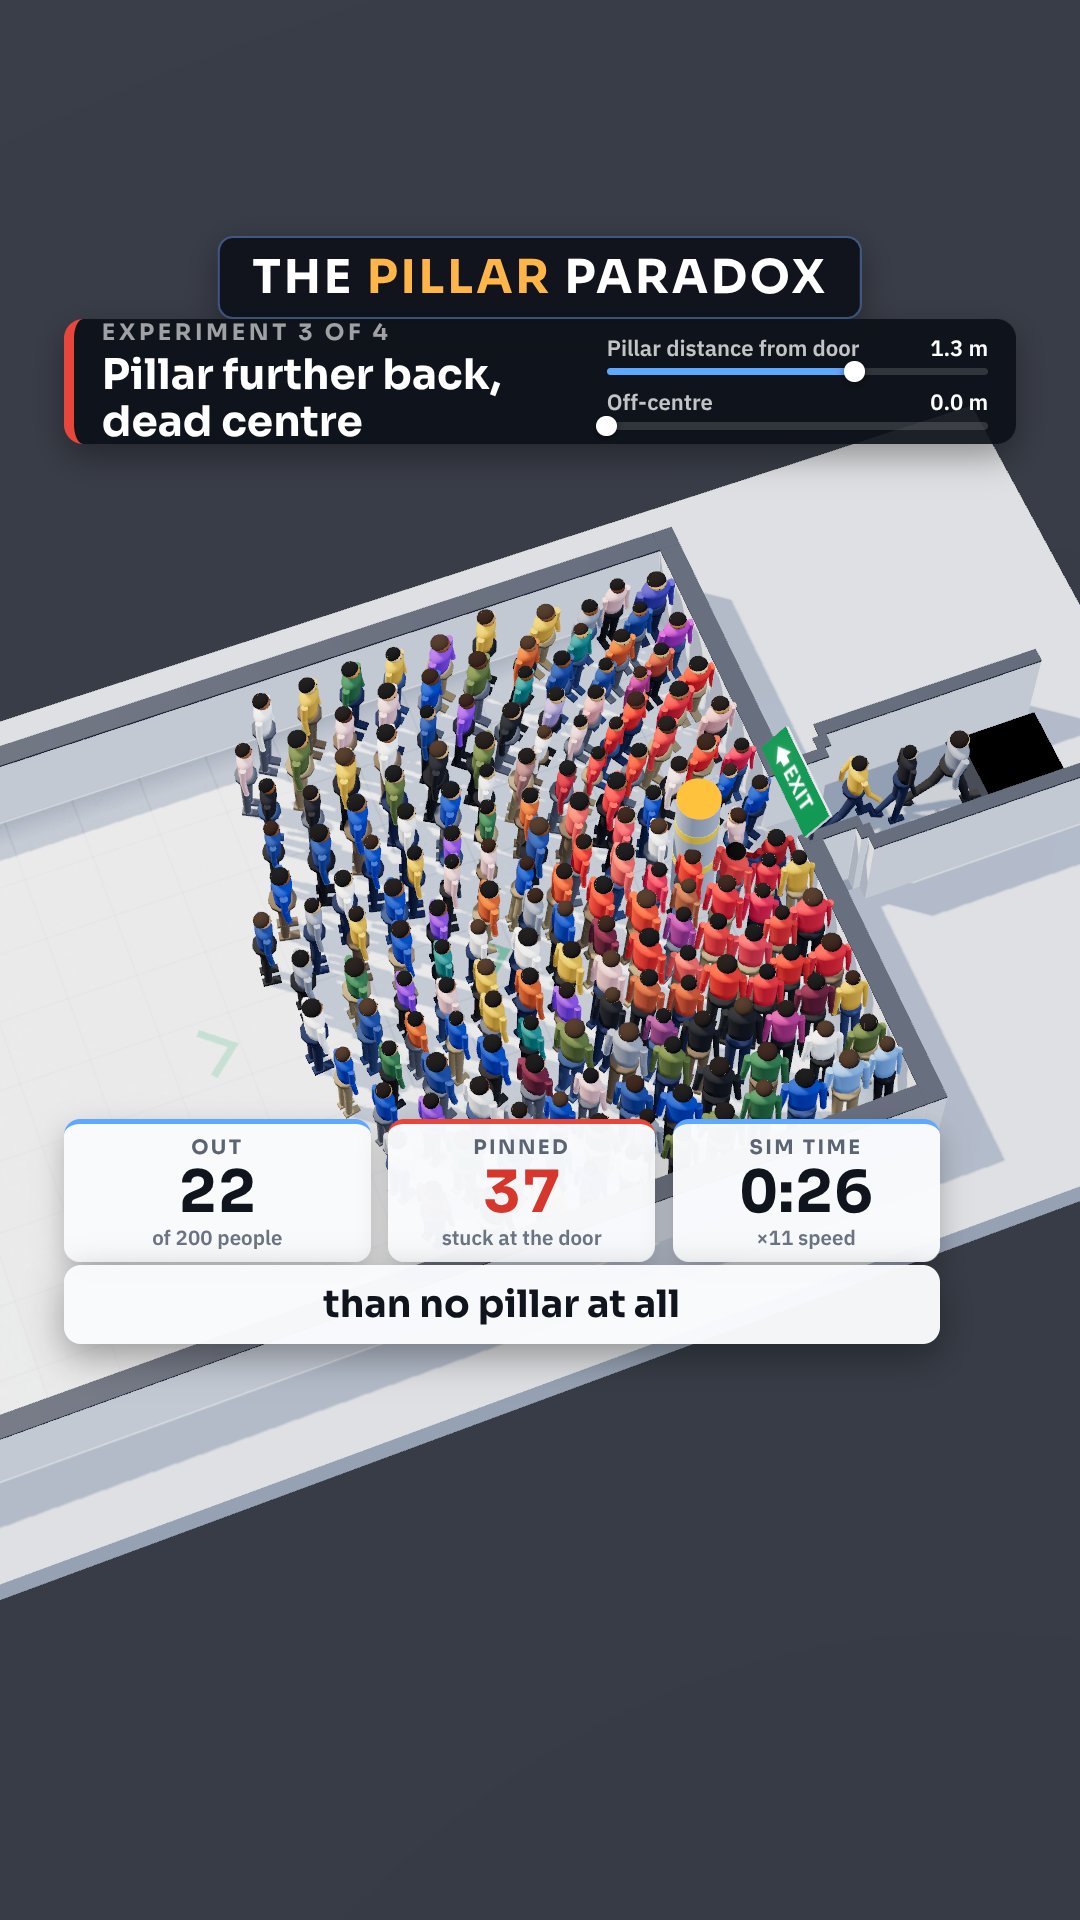 THE PILLAR PARADOX
EXPERIMENT 3 OF 4
Pillar further back,
dead centre
Pillar distance from door 1.3 m
Off-centre 0.0 m
EXIT
OUT
22
of 200 people
PINNED
37
stuck at the door
SIM TIME
0:26
×11 speed
than no pillar at all